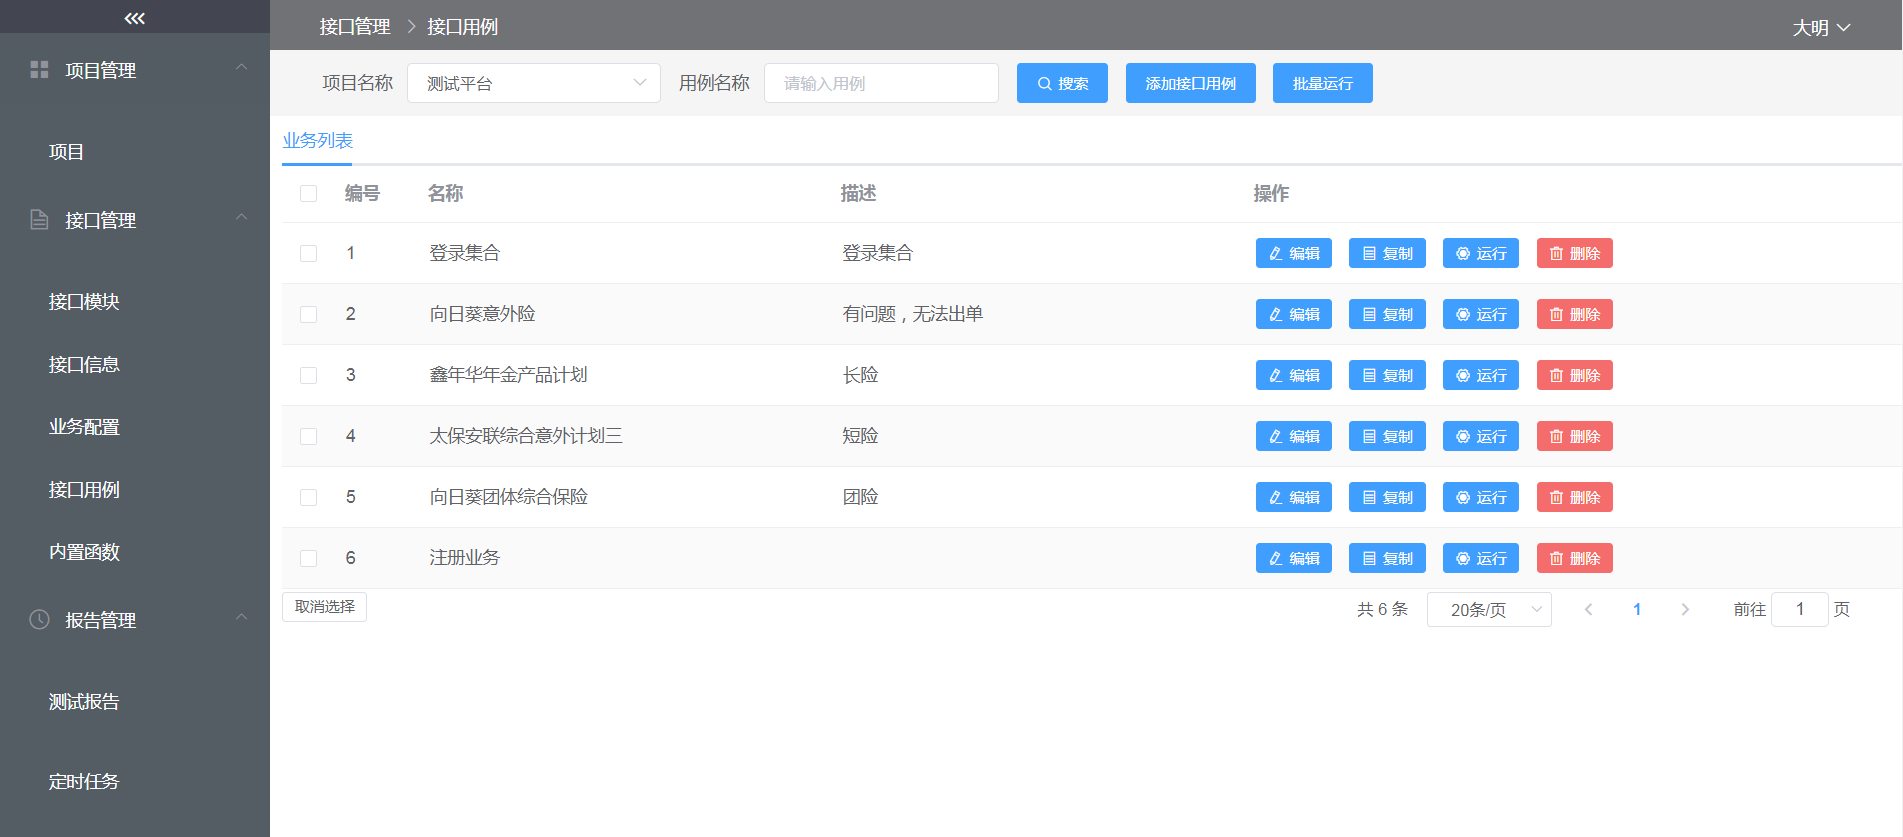 接口管理 > 接口用例
大明
项目管理
项目
接口管理
接口模块
接口信息
业务配置
接口用例
内置函数
报告管理
测试报告
定时任务
项目名称 测试平台 用例名称 请输入用例 搜索 添加接口用例 批量运行
业务列表
编号 名称 描述 操作
1 登录集合 登录集合 编辑 复制 运行 删除
2 向日葵意外险 有问题，无法出单 编辑 复制 运行 删除
3 鑫年华年金产品计划 长险 编辑 复制 运行 删除
4 太保安联综合意外计划三 短险 编辑 复制 运行 删除
5 向日葵团体综合保险 团险 编辑 复制 运行 删除
6 注册业务 编辑 复制 运行 删除
取消选择 共 6 条 20条/页 1 前往 1 页